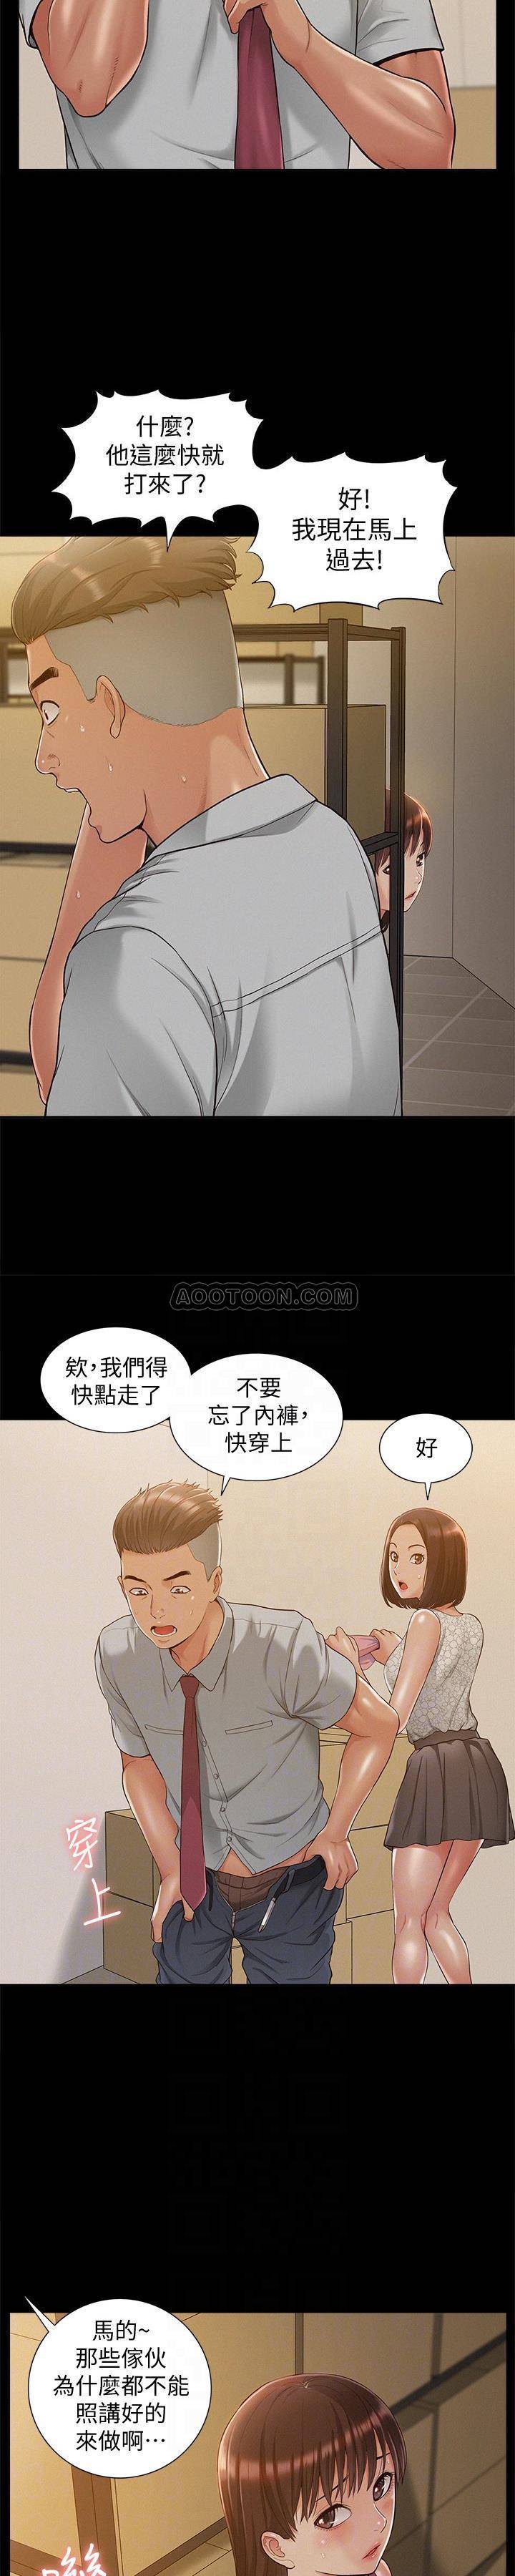 什麼?
他這麼快就
打來了?
好!
我現在馬上
過去!
AOOTOON.COM
欸，我們得
快點走了
不要
忘了內褲，
快穿上
好
穿上
馬的~
那些傢伙
為什麼都不能
照講好的
來做啊…